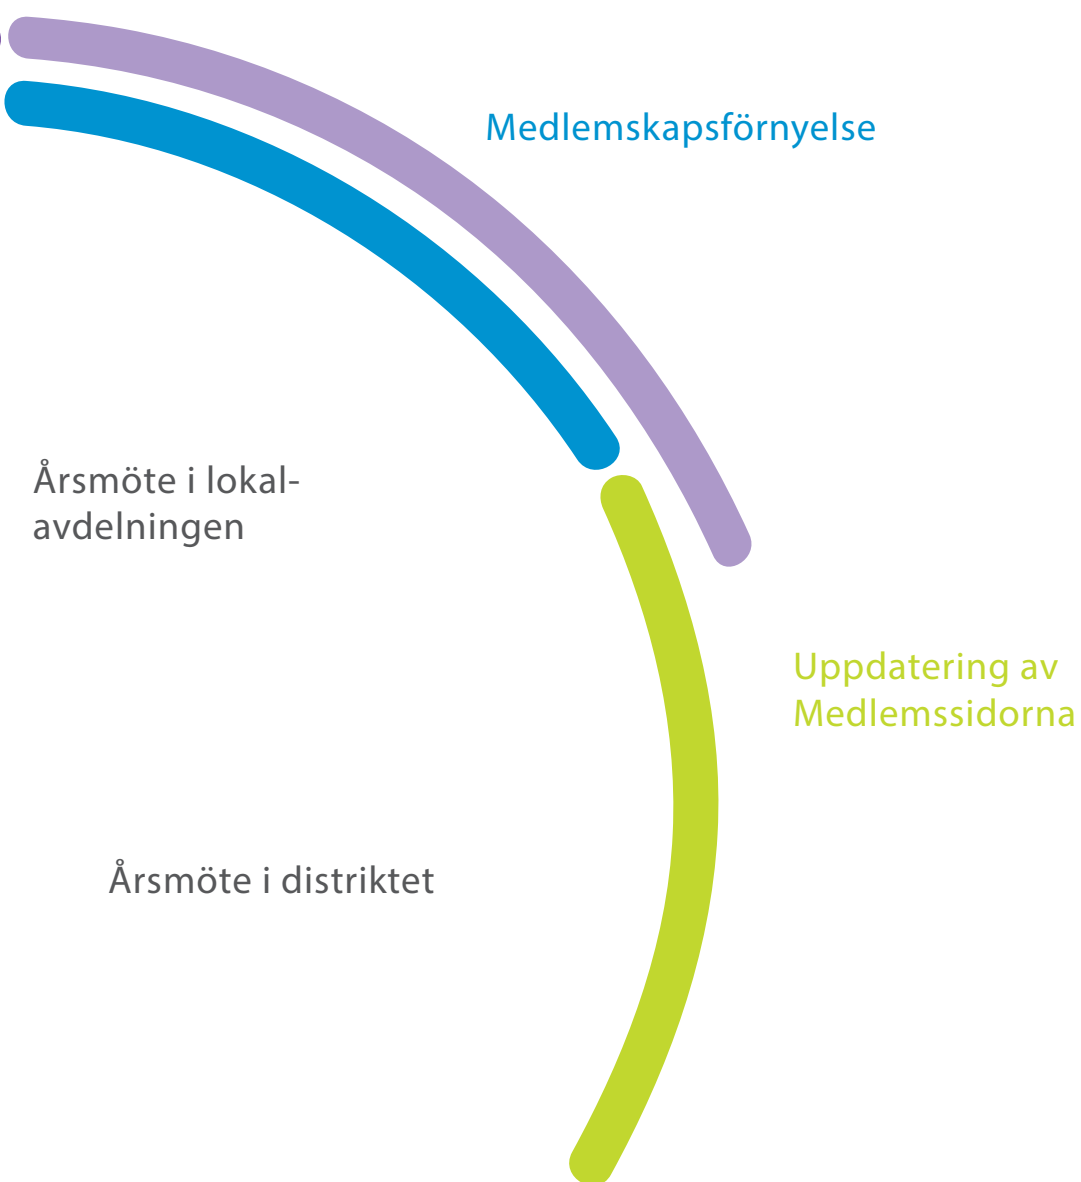 Medlemskapsförnyelse
Årsmöte i lokal-
avdelningen
Uppdatering av
Medlemssidorna
Årsmöte i distriktet